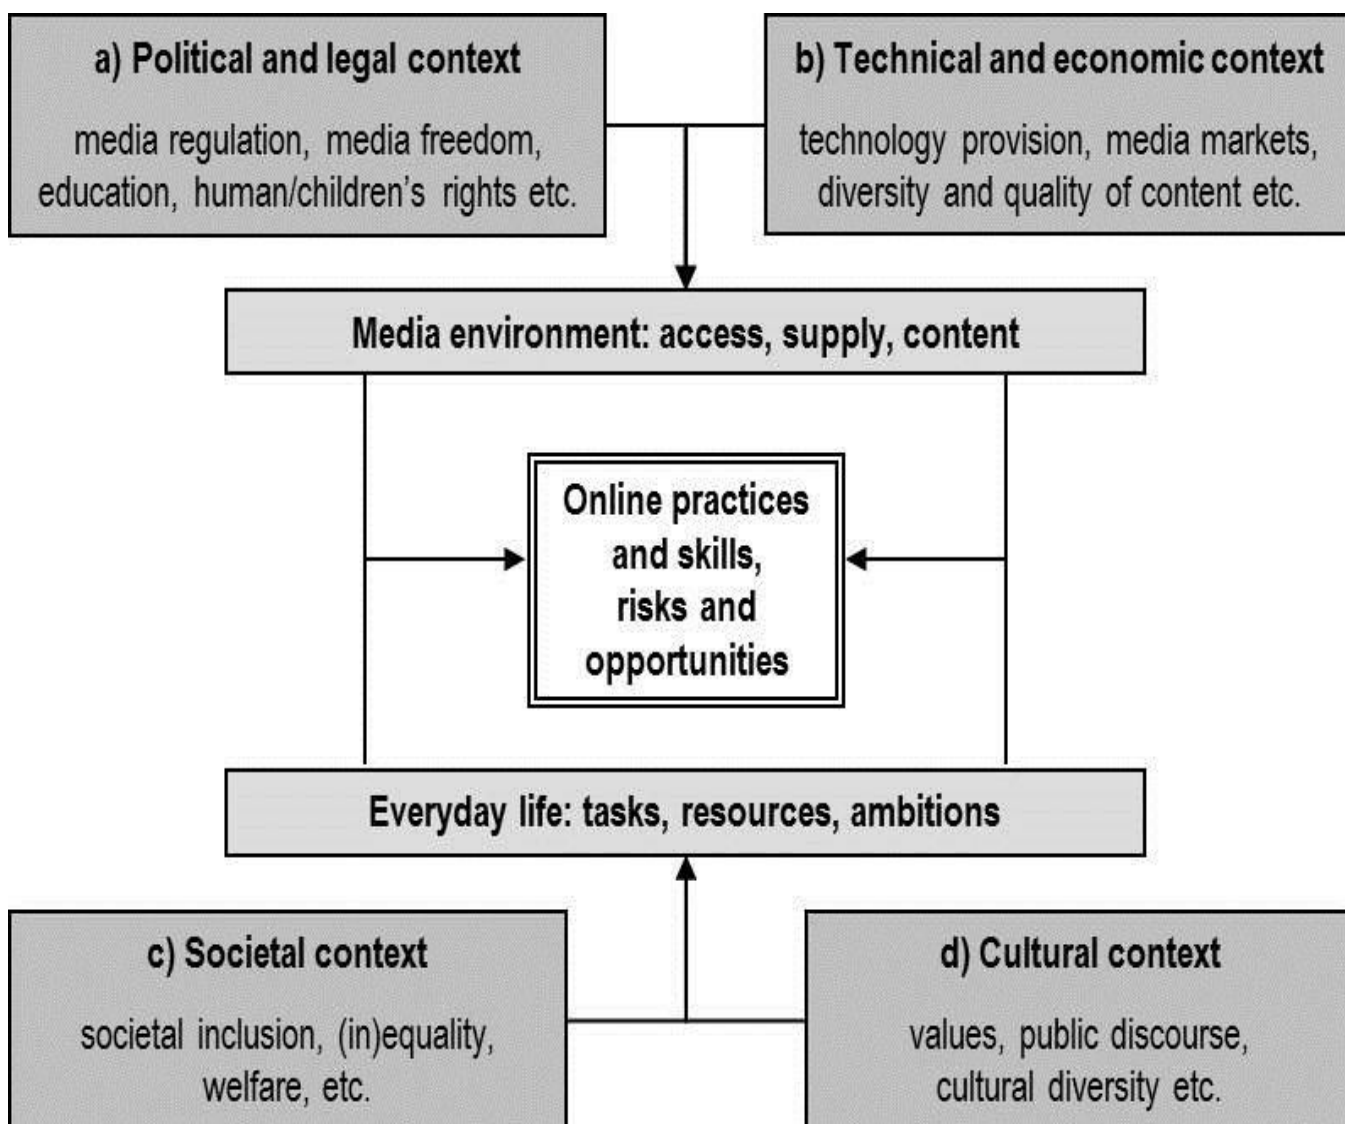 a) Political and legal context
media regulation, media freedom,
education, human/children's rights etc.
b) Technical and economic context
technology provision, media markets,
diversity and quality of content etc.
Media environment: access, supply, content
Online practices
and skills,
risks and
opportunities
Everyday life: tasks, resources, ambitions
c) Societal context
societal inclusion, (in)equality,
welfare, etc.
d) Cultural context
values, public discourse,
cultural diversity etc.